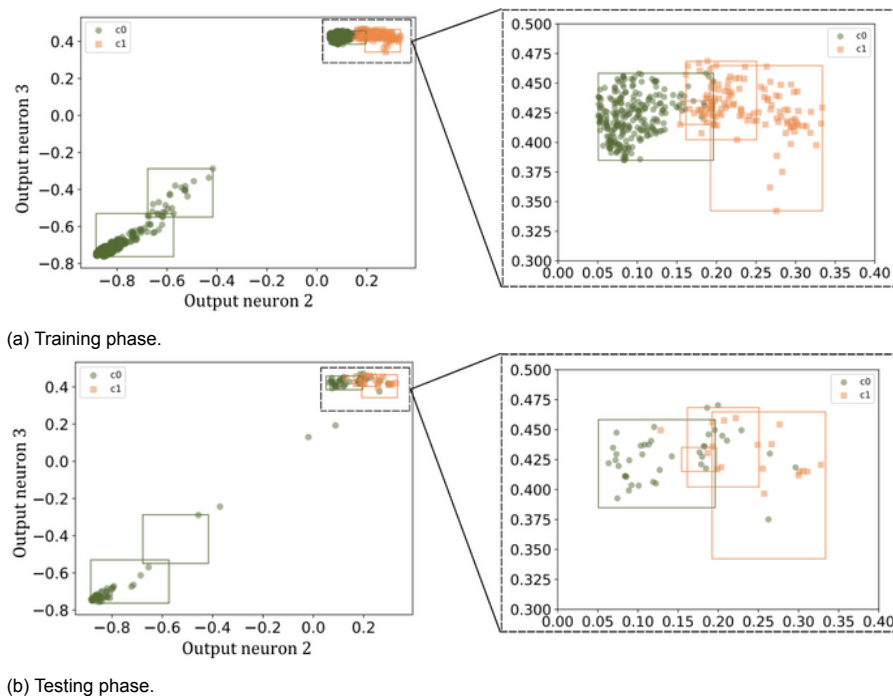 c0
c1
0.4
0.2
0.0
−0.2
−0.4
−0.6
−0.8
Output neuron 3
−0.8 −0.6 −0.4 −0.2 0.0 0.2
Output neuron 2
0.500
0.475
0.450
0.425
0.400
0.375
0.350
0.325
0.300
0.00 0.05 0.10 0.15 0.20 0.25 0.30 0.35 0.40
c0
c1
(a) Training phase.
c0
c1
0.4
0.2
0.0
−0.2
−0.4
−0.6
−0.8
Output neuron 3
−0.8 −0.6 −0.4 −0.2 0.0 0.2
Output neuron 2
0.500
0.475
0.450
0.425
0.400
0.375
0.350
0.325
0.300
0.00 0.05 0.10 0.15 0.20 0.25 0.30 0.35 0.40
c0
c1
(b) Testing phase.